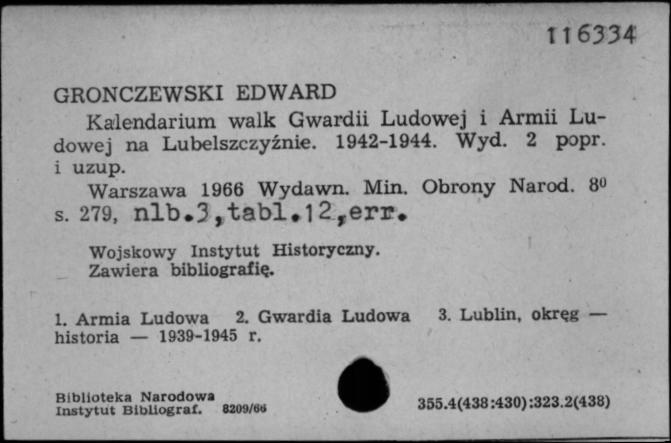 116334
GRONCZEWSKI EDWARD
Kalendarium walk Gwardii Ludowej i Armii Lu-
dowej na Lubelszczyźnie. 1942-1944. Wyd. 2 popr.
i uzup.
Warszawa 1966 Wydawn. Min. Obrony Narod. 8⁰
s. 279, nlb.3,tabl.12,err.
Wojskowy Instytut Historyczny.
Zawiera bibliografię.
1. Armia Ludowa 2. Gwardia Ludowa 3. Lublin, okręg —
historia — 1939-1945 r.
Biblioteka Narodowa
Instytut Bibliograf. 8209/66
355.4(438:430):323.2(438)